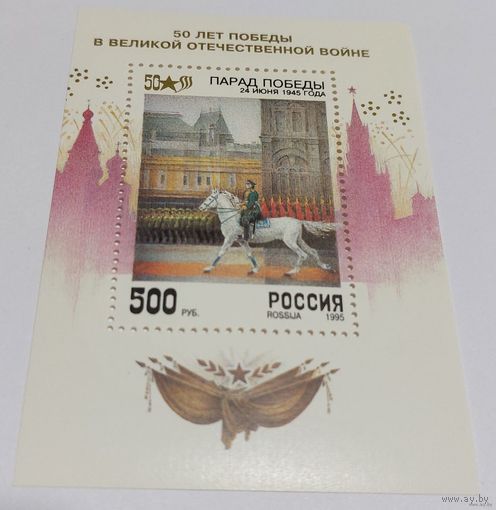 50 ЛЕТ ПОБЕДЫ
В ВЕЛИКОЙ ОТЕЧЕСТВЕННОЙ ВОЙНЕ
50
ПАРАД ПОБЕДЫ
24 ИЮНЯ 1945 ГОДА
500 РУБ.
РОССИЯ
ROSSIJA 1995
www.ay.by